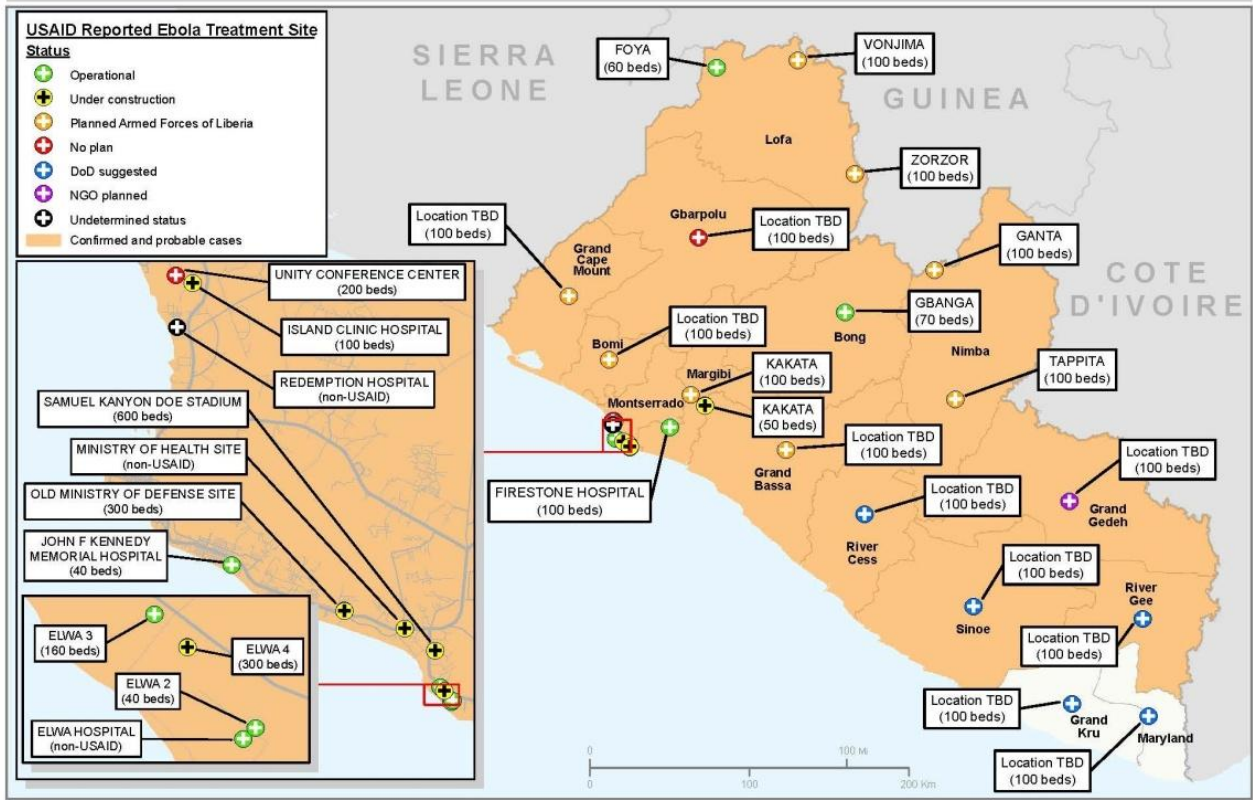 USAID Reported Ebola Treatment Site
Status
Operational
Under construction
Planned Armed Forces of Liberia
No plan
DoD suggested
NGO planned
Undetermined status
Confirmed and probable cases
SIERRA
LEONE
GUINEA
COTE
D'IVOIRE
FOYA
(60 beds)
VONJIMA
(100 beds)
Lofa
ZORZOR
(100 beds)
Location TBD
(100 beds)
Gbarpolu
Location TBD
(100 beds)
Grand
Cape
Mount
GANTA
(100 beds)
GBANGA
(70 beds)
Bong
Nimba
Location TBD
(100 beds)
Bomi
Margibi
KAKATA
(100 beds)
TAPPITA
(100 beds)
Montserrado
KAKATA
(50 beds)
Location TBD
(100 beds)
Grand
Bassa
FIRESTONE HOSPITAL
(100 beds)
Location TBD
(100 beds)
Grand
Gedeh
Location TBD
(100 beds)
River
Cess
Location TBD
(100 beds)
Sinoe
River
Gee
Location TBD
(100 beds)
Location TBD
(100 beds)
Grand
Kru
Maryland
Location TBD
(100 beds)
UNITY CONFERENCE CENTER
(200 beds)
ISLAND CLINIC HOSPITAL
(100 beds)
REDEMPTION HOSPITAL
(non-USAID)
SAMUEL KANYON DOE STADIUM
(600 beds)
MINISTRY OF HEALTH SITE
(non-USAID)
OLD MINISTRY OF DEFENSE SITE
(300 beds)
JOHN F KENNEDY
MEMORIAL HOSPITAL
(40 beds)
ELWA 3
(160 beds)
ELWA 4
(300 beds)
ELWA 2
(40 beds)
ELWA HOSPITAL
(non-USAID)
0
100 Mi
0
100
200 Km